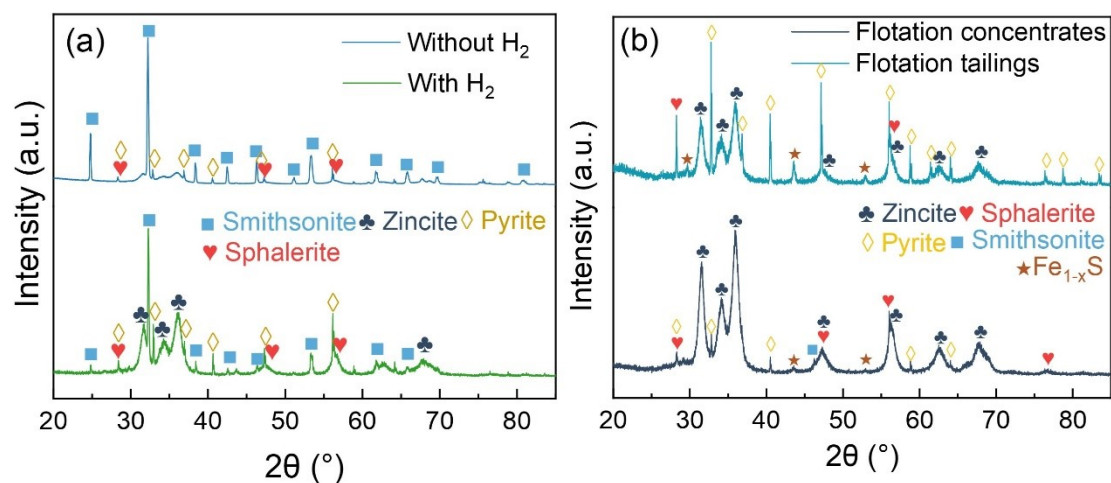 (a)
Without H₂
With H₂
Smithsonite Zincite Pyrite
Sphalerite
Intensity (a.u.)
20 30 40 50 60 70 80
2θ (°)
(b)
Flotation concentrates
Flotation tailings
Zincite Sphalerite
Pyrite Smithsonite
Fe₁₋ₓS
Intensity (a.u.)
20 30 40 50 60 70 80
2θ (°)